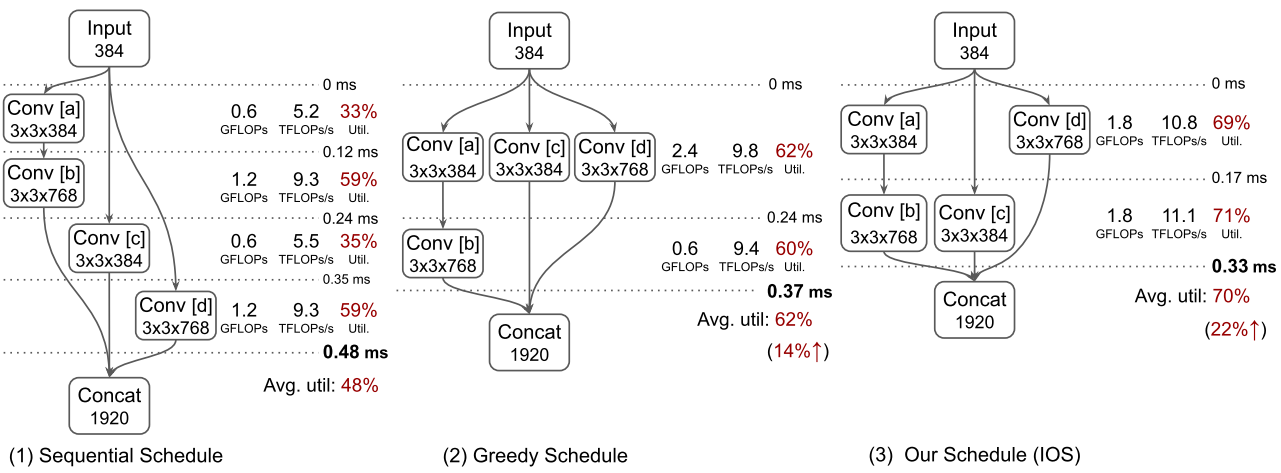 Input
384
0 ms
Conv [a]
3x3x384
0.6 5.2 33%
GFLOPs TFLOPs/s Util.
0.12 ms
Conv [b]
3x3x768
1.2 9.3 59%
GFLOPs TFLOPs/s Util.
0.24 ms
Conv [c]
3x3x384
0.6 5.5 35%
GFLOPs TFLOPs/s Util.
0.35 ms
Conv [d]
3x3x768
1.2 9.3 59%
GFLOPs TFLOPs/s Util.
0.48 ms
Concat
1920
Avg. util: 48%
(1) Sequential Schedule
Input
384
0 ms
Conv [a]
3x3x384
Conv [c]
3x3x384
Conv [d]
3x3x768
2.4 9.8 62%
GFLOPs TFLOPs/s Util.
0.24 ms
Conv [b]
3x3x768
0.6 9.4 60%
GFLOPs TFLOPs/s Util.
0.37 ms
Concat
1920
Avg. util: 62%
(14%↑)
(2) Greedy Schedule
Input
384
0 ms
Conv [a]
3x3x384
Conv [d]
3x3x768
1.8 10.8 69%
GFLOPs TFLOPs/s Util.
0.17 ms
Conv [b]
3x3x768
Conv [c]
3x3x384
1.8 11.1 71%
GFLOPs TFLOPs/s Util.
0.33 ms
Concat
1920
Avg. util: 70%
(22%↑)
(3) Our Schedule (IOS)